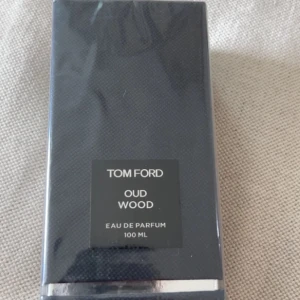 TOM FORD
OUD
WOOD
EAU DE PARFUM
100 ML